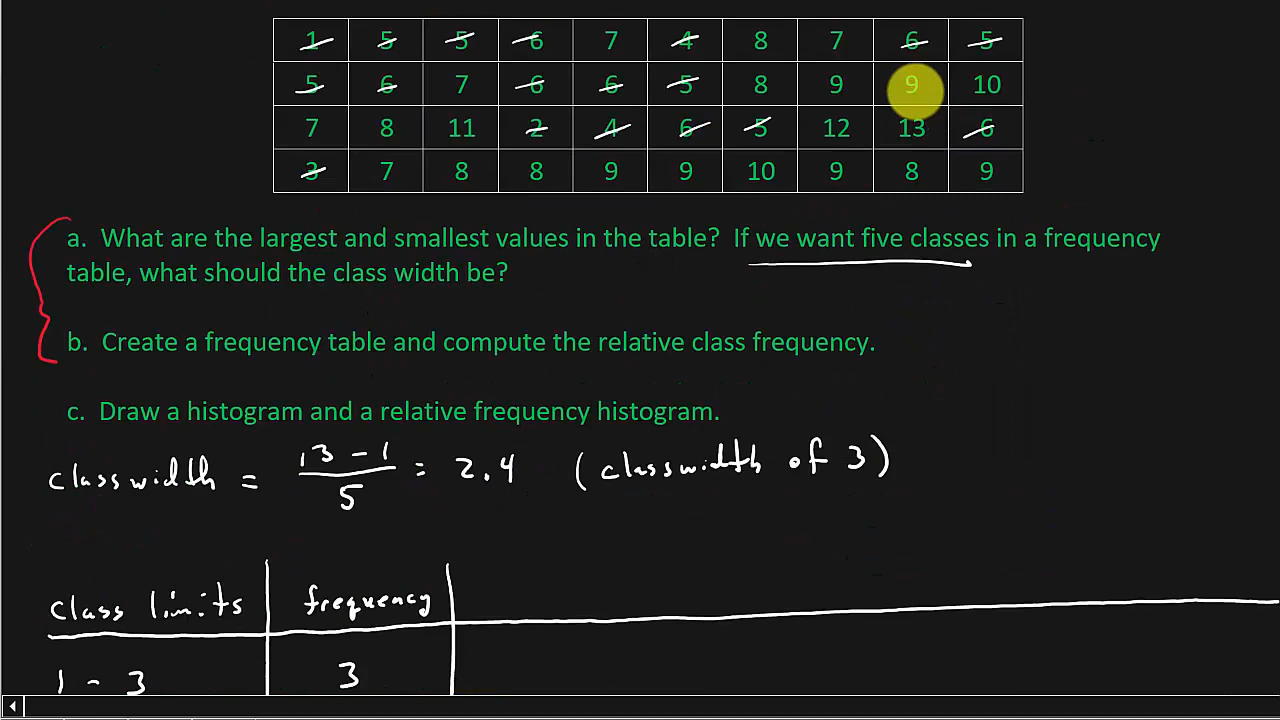 1 5 5 6 7 4 8 7 6 5
5 6 7 6 6 5 8 9 9 10
7 8 11 2 4 6 5 12 13 6
3 7 8 8 9 9 10 9 8 9
a. What are the largest and smallest values in the table? If we want five classes in a frequency
table, what should the class width be?
b. Create a frequency table and compute the relative class frequency.
c. Draw a histogram and a relative frequency histogram.
class width = 13 - 1 / 5 = 2.4 (class width of 3)
class limits frequency
1 - 3 3